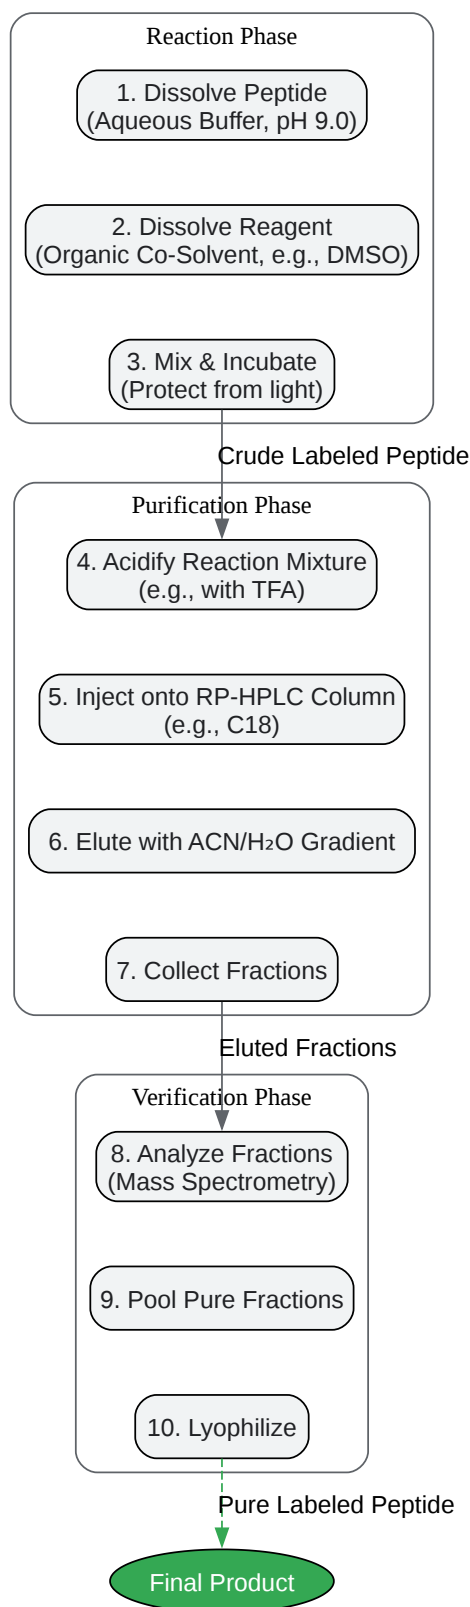 Reaction Phase
1. Dissolve Peptide
(Aqueous Buffer, pH 9.0)
2. Dissolve Reagent
(Organic Co-Solvent, e.g., DMSO)
3. Mix & Incubate
(Protect from light)
Crude Labeled Peptide
Purification Phase
4. Acidify Reaction Mixture
(e.g., with TFA)
5. Inject onto RP-HPLC Column
(e.g., C18)
6. Elute with ACN/H₂O Gradient
7. Collect Fractions
Eluted Fractions
Verification Phase
8. Analyze Fractions
(Mass Spectrometry)
9. Pool Pure Fractions
10. Lyophilize
Pure Labeled Peptide
Final Product